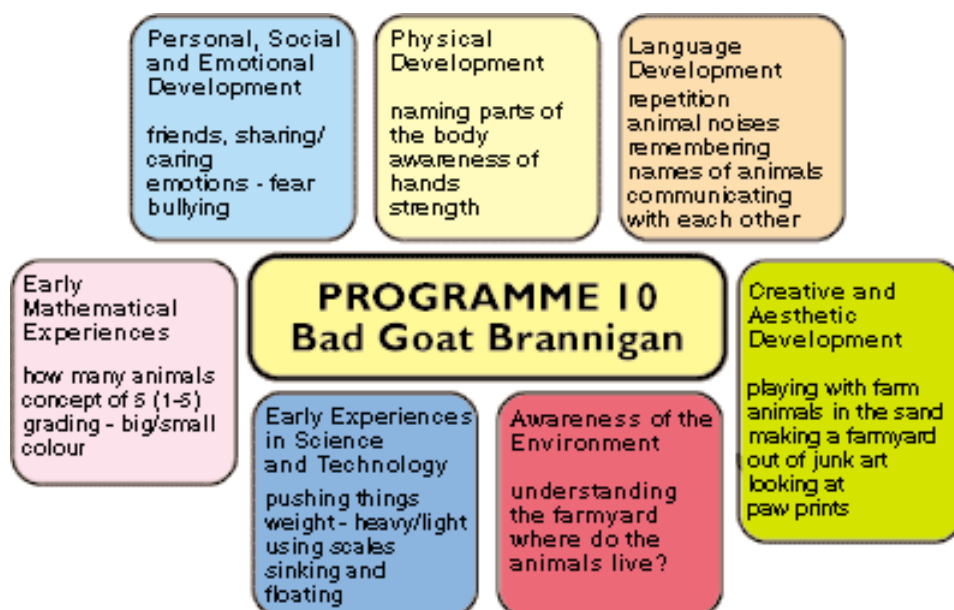 Personal, Social
and Emotional
Development
friends, sharing/
caring
emotions - fear
bullying
Physical
Development
naming parts of
the body
awareness of
hands
strength
Language
Development
repetition
animal noises
remembering
names of animals
communicating
with each other
Early
Mathematical
Experiences
how many animals
concept of 5 (1-5)
grading - big/small
colour
PROGRAMME 10
Bad Goat Brannigan
Creative and
Aesthetic
Development
playing with farm
animals in the sand
making a farmyard
out of junk art
looking at
paw prints
Early Experiences
in Science
and Technology
pushing things
weight - heavy/light
using scales
sinking and
floating
Awareness of the
Environment
understanding
the farmyard
where do the
animals live?